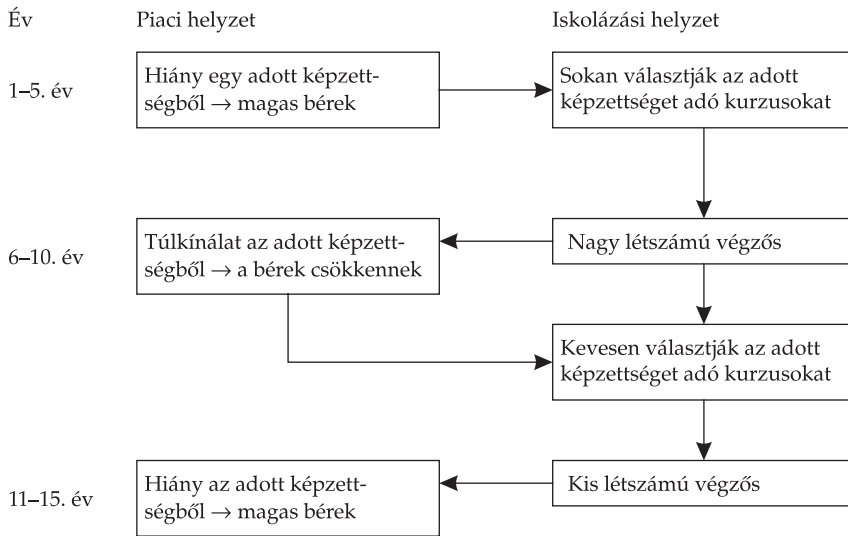 Év Piaci helyzet Iskolázási helyzet
1–5. év
Hiány egy adott képzett-
ségből → magas bérek
Sokan választják az adott
képzettséget adó kurzusokat
6–10. év
Túlkínálat az adott képzett-
ségből → a bérek csökkennek
Nagy létszámú végzős
Kevesen választják az adott
képzettséget adó kurzusokat
11–15. év
Hiány az adott képzett-
ségből → magas bérek
Kis létszámú végzős